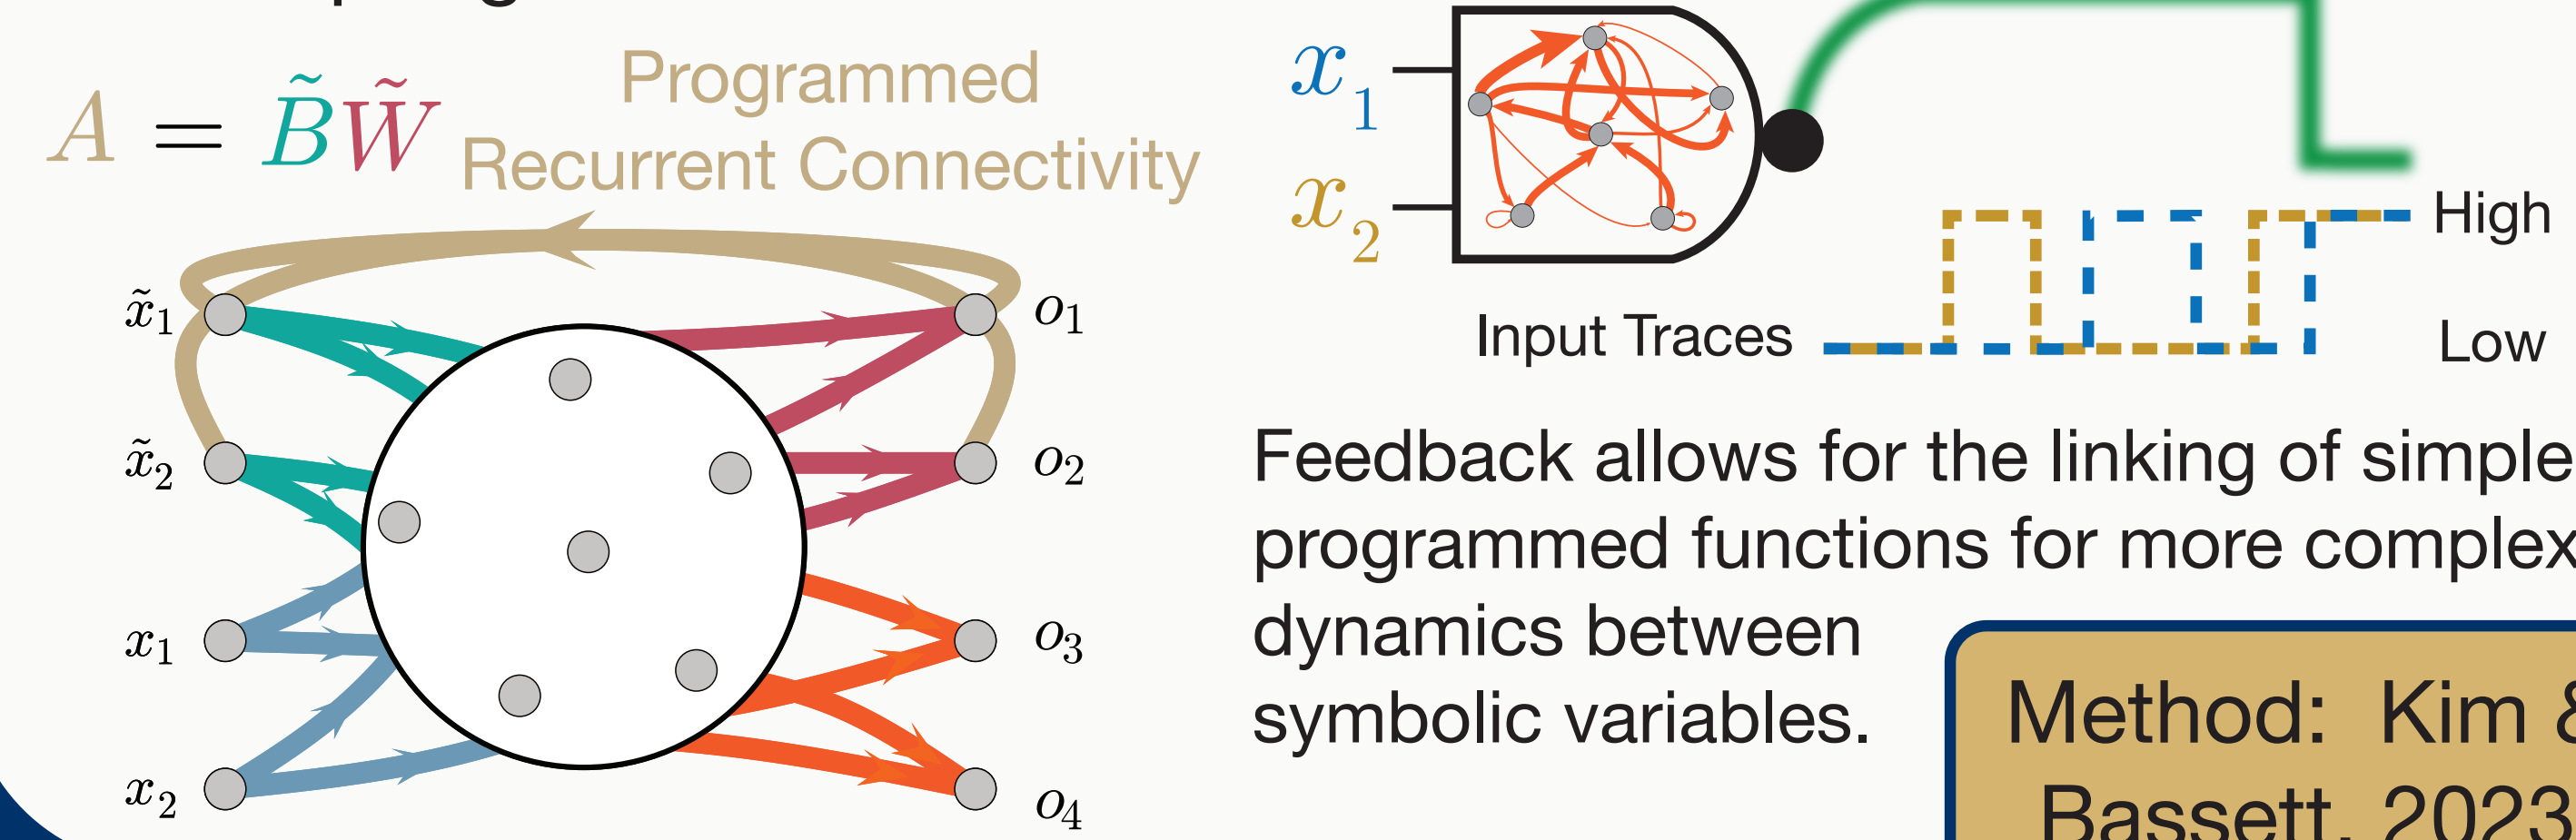 A = B̃W̃
Programmed
Recurrent Connectivity
x̃₁
x̃₂
x₁
x₂
o₁
o₂
o₃
o₄
x₁
x₂
High
Input Traces
Low
Feedback allows for the linking of simple
programmed functions for more complex
dynamics between
symbolic variables.
Method: Kim &
Bassett, 2023